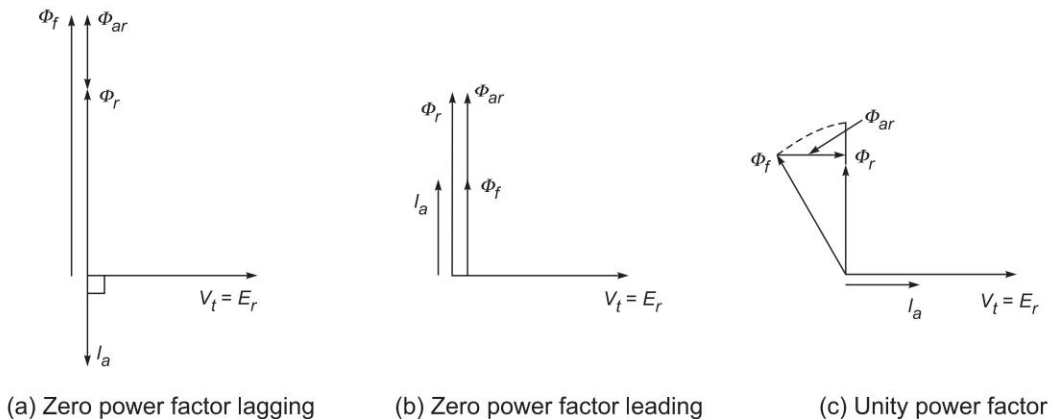 Φf Φar
Φr
Vt = Er
Ia
(a) Zero power factor lagging
Φr Φar
Ia Φf
Vt = Er
(b) Zero power factor leading
Φar
Φf Φr
Ia Vt = Er
(c) Unity power factor